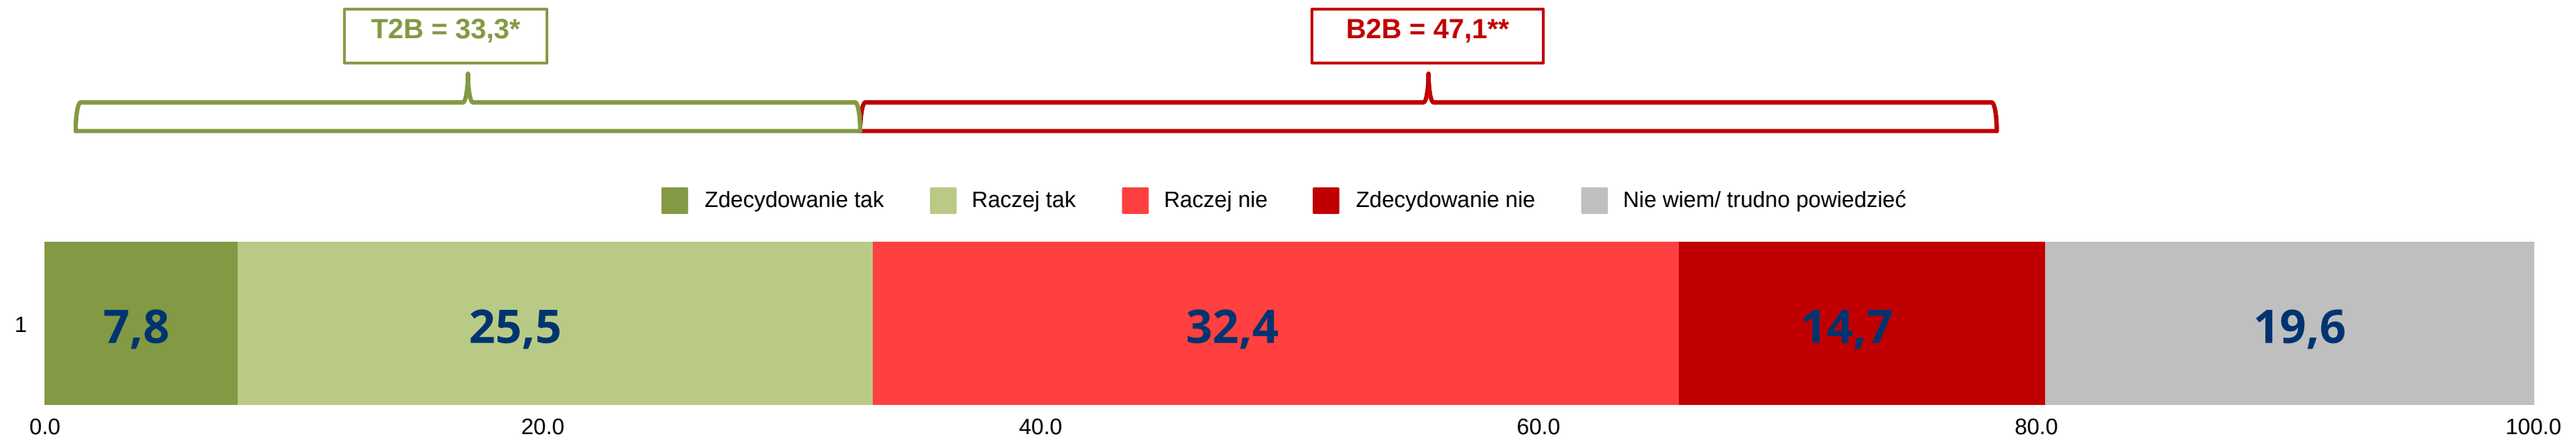 T2B = 33,3*
B2B = 47,1**
Zdecydowanie tak
Raczej tak
Raczej nie
Zdecydowanie nie
Nie wiem/ trudno powiedzieć
1
7,8
25,5
32,4
14,7
19,6
0.0
20.0
40.0
60.0
80.0
100.0